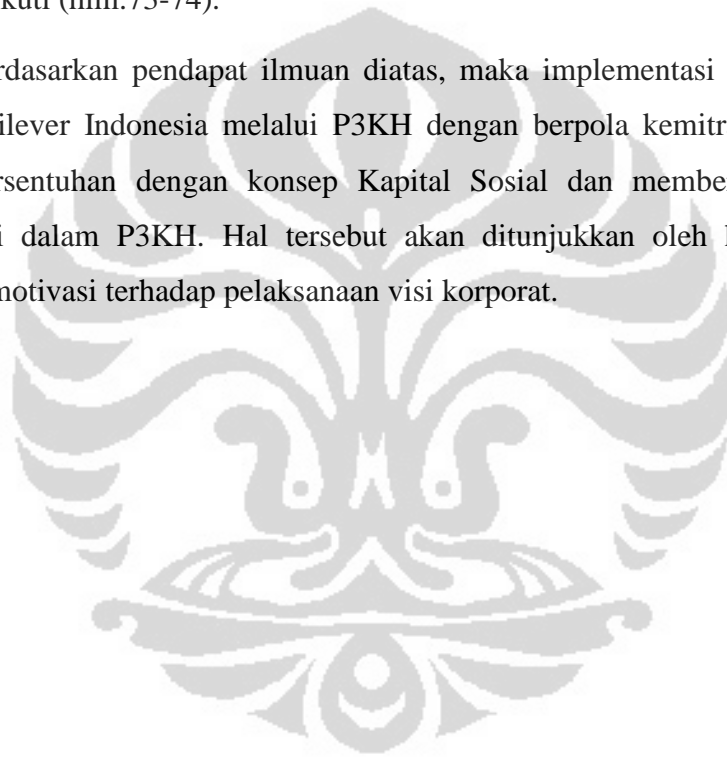 kuti (hlm.73-74).
rdasarkan pendapat ilmuan diatas, maka implementasi
ilever Indonesia melalui P3KH dengan berpola kemitr
rsentuhan dengan konsep Kapital Sosial dan membe
i dalam P3KH. Hal tersebut akan ditunjukkan oleh
motivasi terhadap pelaksanaan visi korporat.